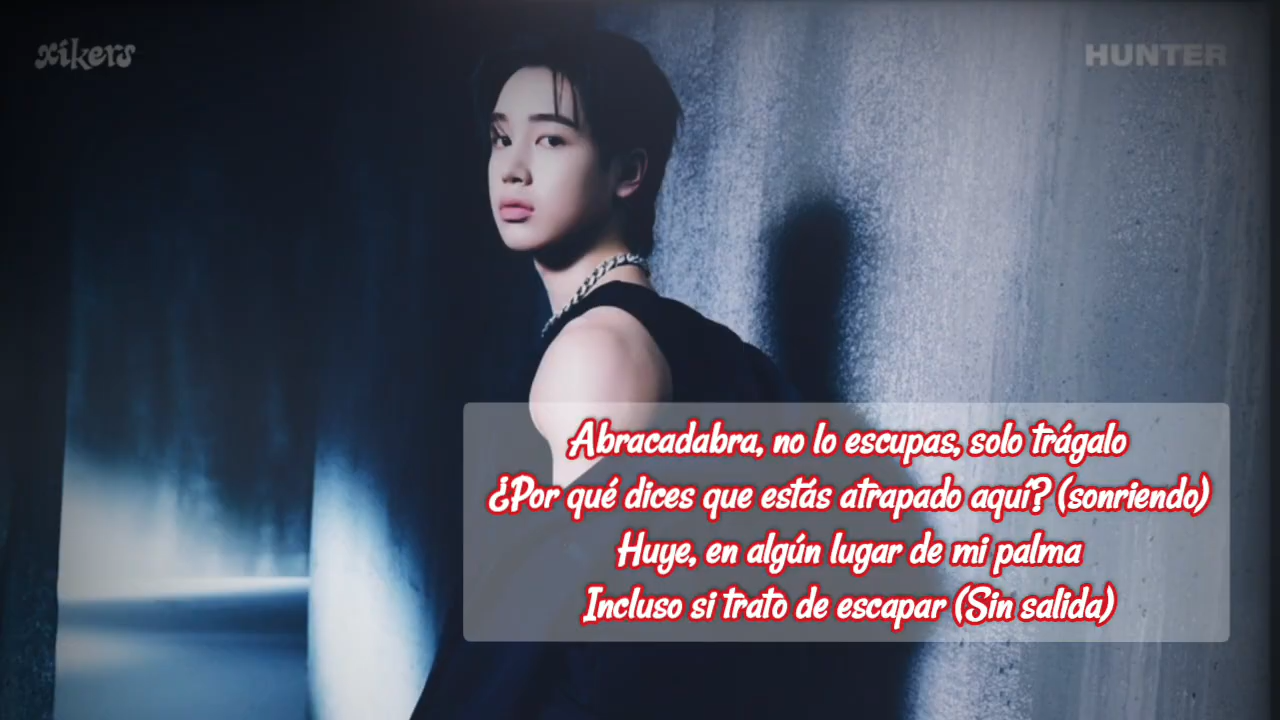 xikers
HUNTER
Abracadabra, no lo escupas, solo trágalo
¿Por qué dices que estás atrapado aquí? (sonriendo)
Huye, en algún lugar de mi palma
Incluso si trato de escapar (Sin salida)